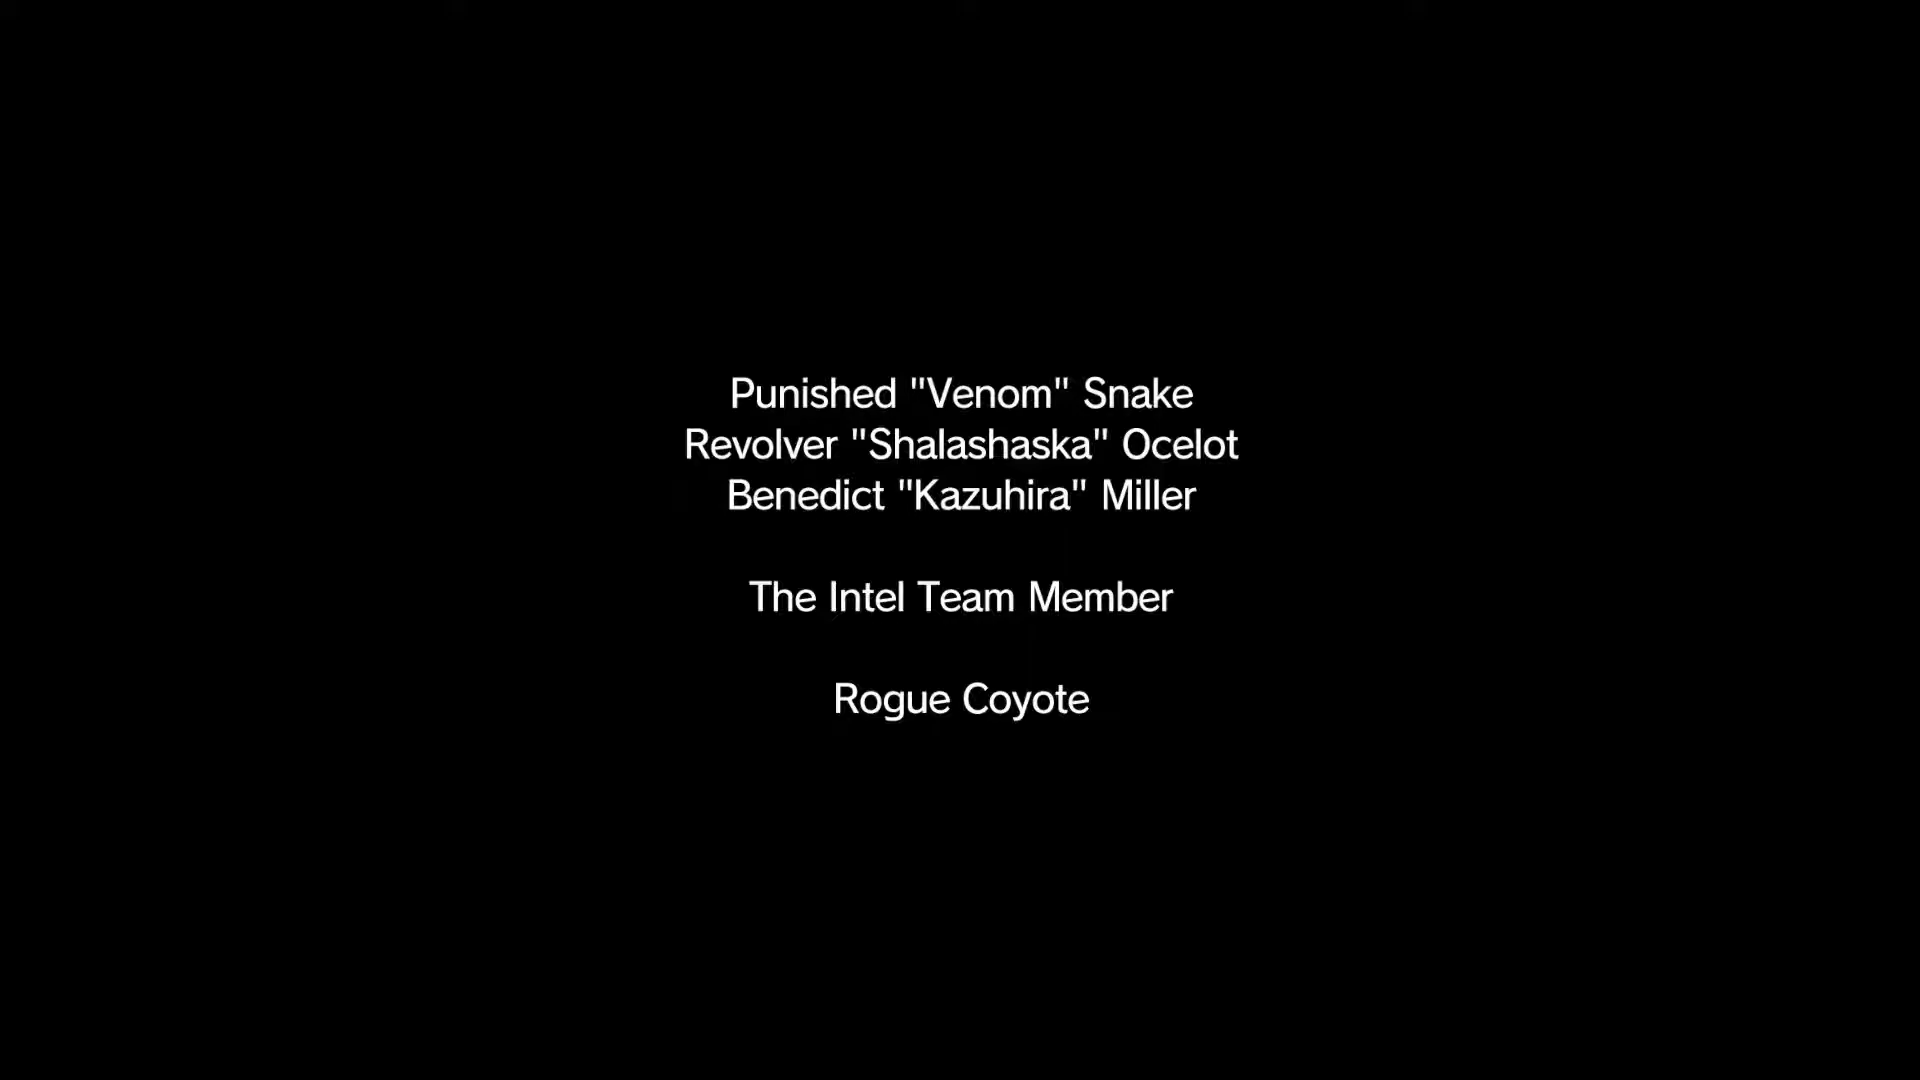 Punished "Venom" Snake
Revolver "Shalashaska" Ocelot
Benedict "Kazuhira" Miller
The Intel Team Member
Rogue Coyote